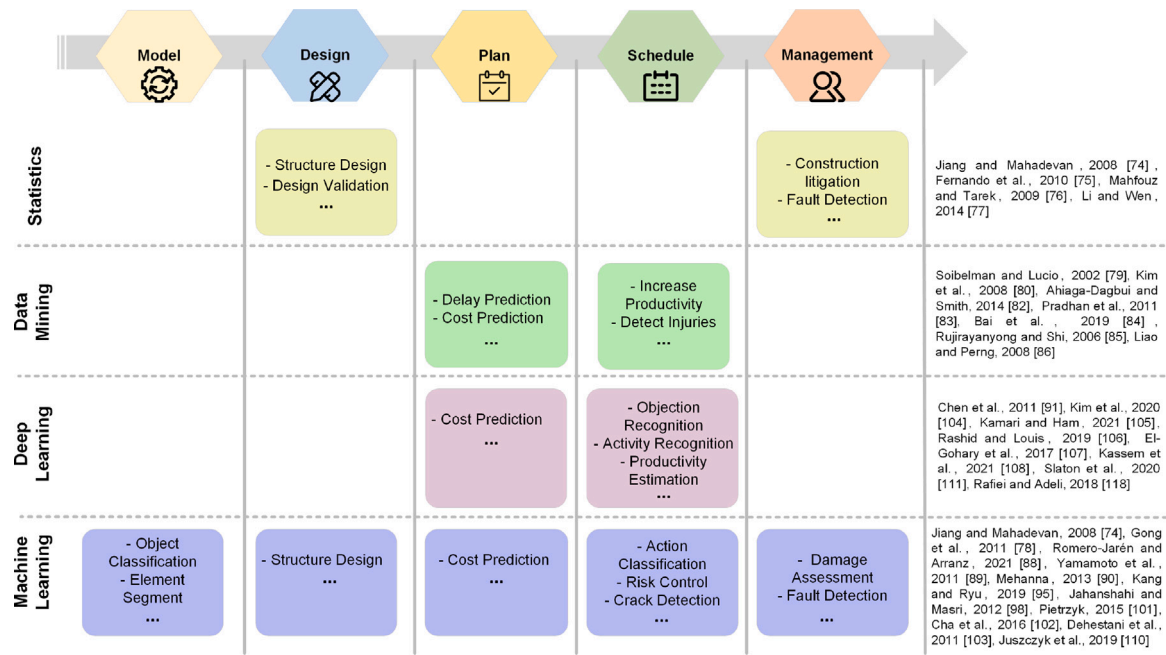 Model
Design
Plan
Schedule
Management
Statistics
- Structure Design
- Design Validation
...
- Construction
litigation
- Fault Detection
...
Jiang and Mahadevan , 2008 [74] ,
Fernando et al., 2010 [75] , Mahfouz
and Tarek , 2009 [76] , Li and Wen ,
2014 [77]
Data
Mining
- Delay Prediction
- Cost Prediction
...
- Increase
Productivity
- Detect Injuries
...
Soibelman and Lucio , 2002 [79] , Kim
et al. , 2008 [80] , Ahiaga-Dagbui and
Smith, 2014 [82] , Pradhan et al., 2011
[83], Bai et al. , 2019 [84] ,
Rujirayanyong and Shi, 2006 [85] , Liao
and Perng, 2008 [86]
Deep
Learning
- Cost Prediction
...
- Objection
Recognition
- Activity Recognition
- Productivity
Estimation
...
Chen et al., 2011 [91], Kim et al., 2020
[104] , Kamari and Ham , 2021 [105] ,
Rashid and Louis , 2019 [106] , El-
Gohary et al., 2017 [107] , Kassem et
al., 2021 [108] , Slaton et al., 2020
[111], Rafiei and Adeli, 2018 [118]
Machine
Learning
- Object
Classification
- Element
Segment
...
- Structure Design
...
- Cost Prediction
...
- Action
Classification
- Risk Control
- Crack Detection
...
- Damage
Assessment
- Fault Detection
...
Jiang and Mahadevan, 2008 [74], Gong
et al., 2011 [78] , Romero-Jarén and
Arranz , 2021 [88] , Yamamoto et al. ,
2011 [89] , Mehanna , 2013 [90] , Kang
and Ryu , 2019 [95] , Jahanshahi and
Masri, 2012 [98] , Pietrzyk, 2015 [101] ,
Cha et al., 2016 [102] , Dehestani et al.,
2011 [103], Juszczyk et al., 2019 [110]